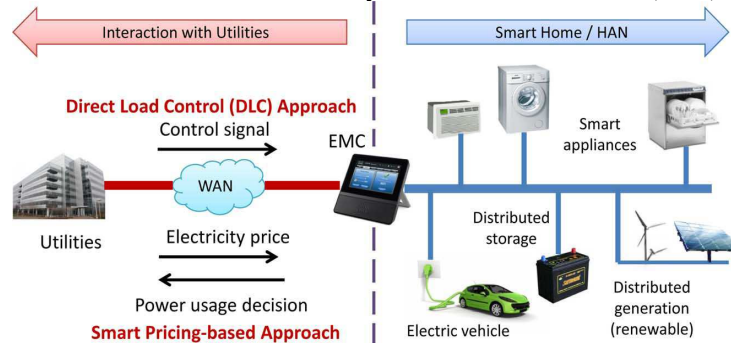 Interaction with Utilities
Smart Home / HAN
Direct Load Control (DLC) Approach
Control signal
EMC
WAN
Utilities
Electricity price
Power usage decision
Smart Pricing-based Approach
Smart
appliances
Distributed
storage
Electric vehicle
Distributed
generation
(renewable)